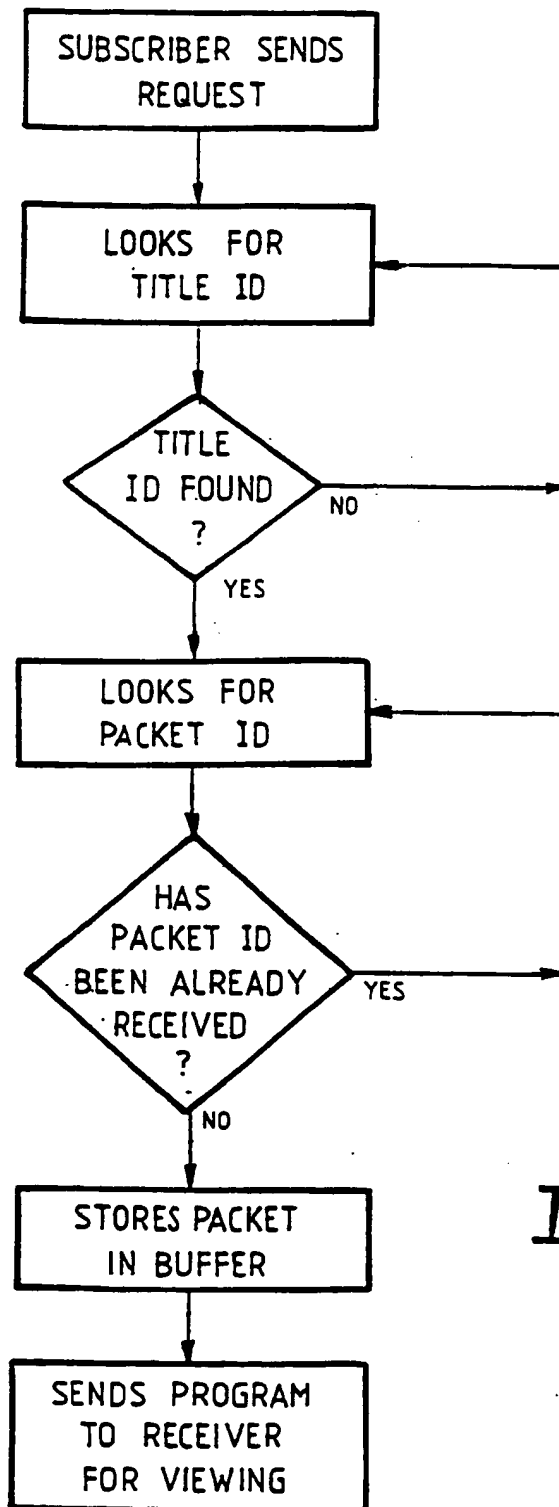 SUBSCRIBER SENDS
REQUEST
LOOKS FOR
TITLE ID
TITLE
ID FOUND
?
NO
YES
LOOKS FOR
PACKET ID
HAS
PACKET ID
BEEN ALREADY
RECEIVED
?
YES
NO
STORES PACKET
IN BUFFER
SENDS PROGRAM
TO RECEIVER
FOR VIEWING